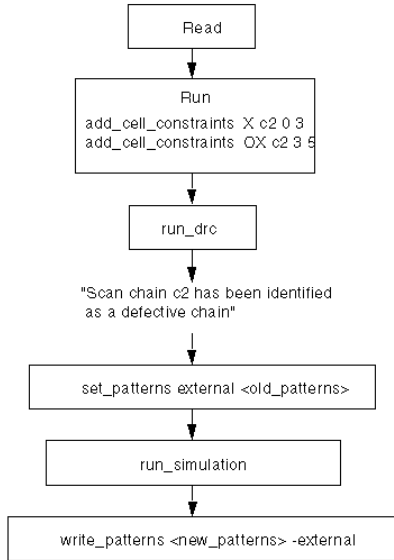 Read
Run
add_cell_constraints X c2 0 3
add_cell_constraints OX c2 3 5
run_drc
"Scan chain c2 has been identified
as a defective chain"
set_patterns external <old_patterns>
run_simulation
write_patterns <new_patterns> -external